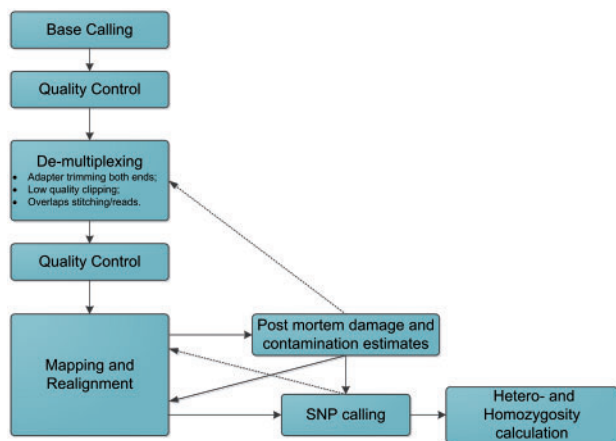 Base Calling
Quality Control
De-multiplexing
• Adapter trimming both ends;
• Low quality clipping;
• Overlaps stitching/reads.
Quality Control
Mapping and
Realignment
Post mortem damage and
contamination estimates
SNP calling
Hetero- and
Homozygosity
calculation